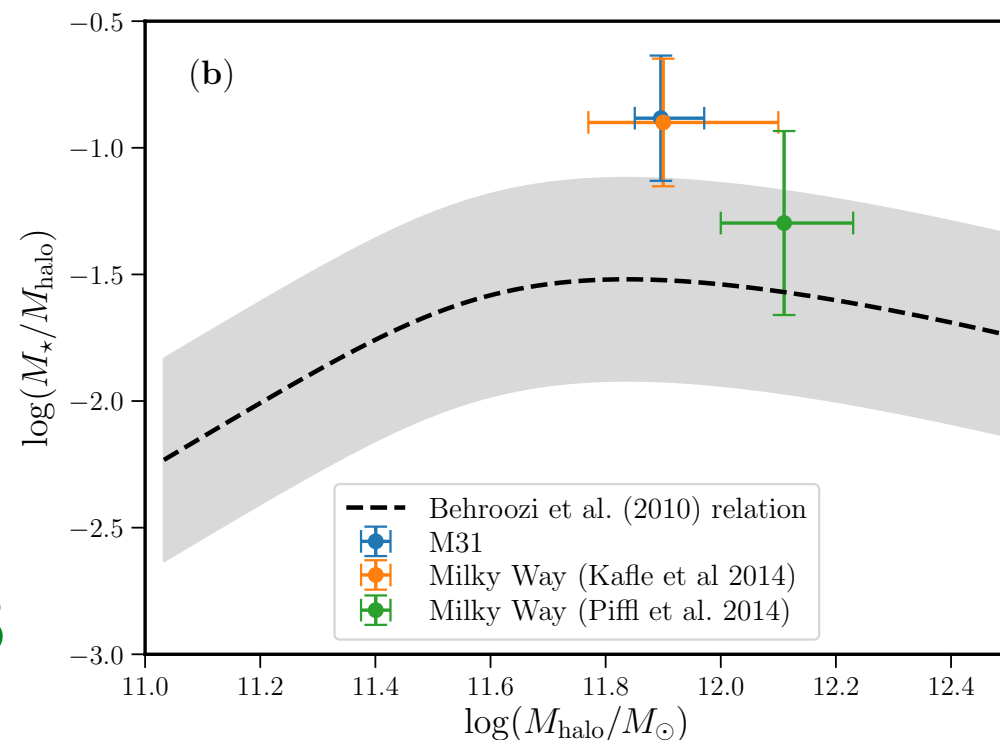 (b)
log(M⋆/Mhalo)
−0.5
−1.0
−1.5
−2.0
−2.5
−3.0
Behroozi et al. (2010) relation
M31
Milky Way (Kafle et al 2014)
Milky Way (Piffl et al. 2014)
11.0 11.2 11.4 11.6 11.8 12.0 12.2 12.4
log(Mhalo/M⊙)